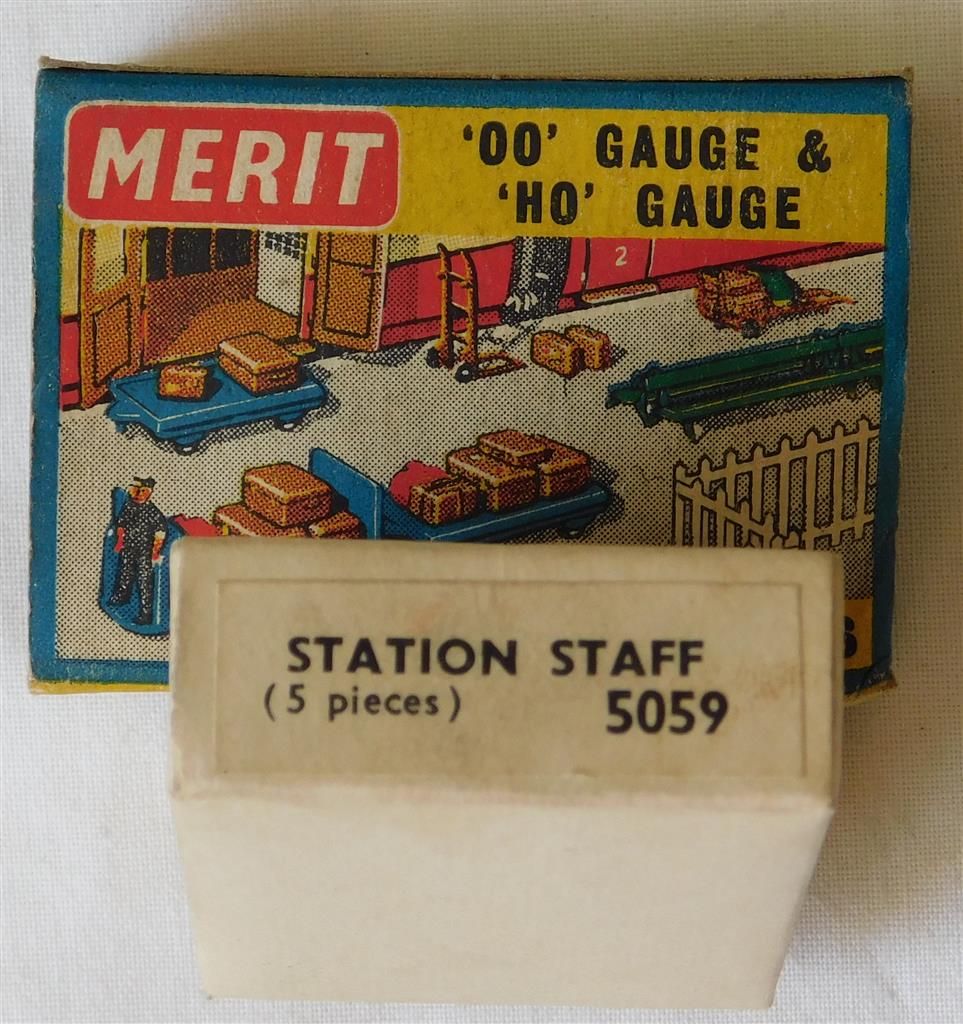 MERIT
'OO' GAUGE &
'HO' GAUGE
2
STATION STAFF
(5 pieces) 5059